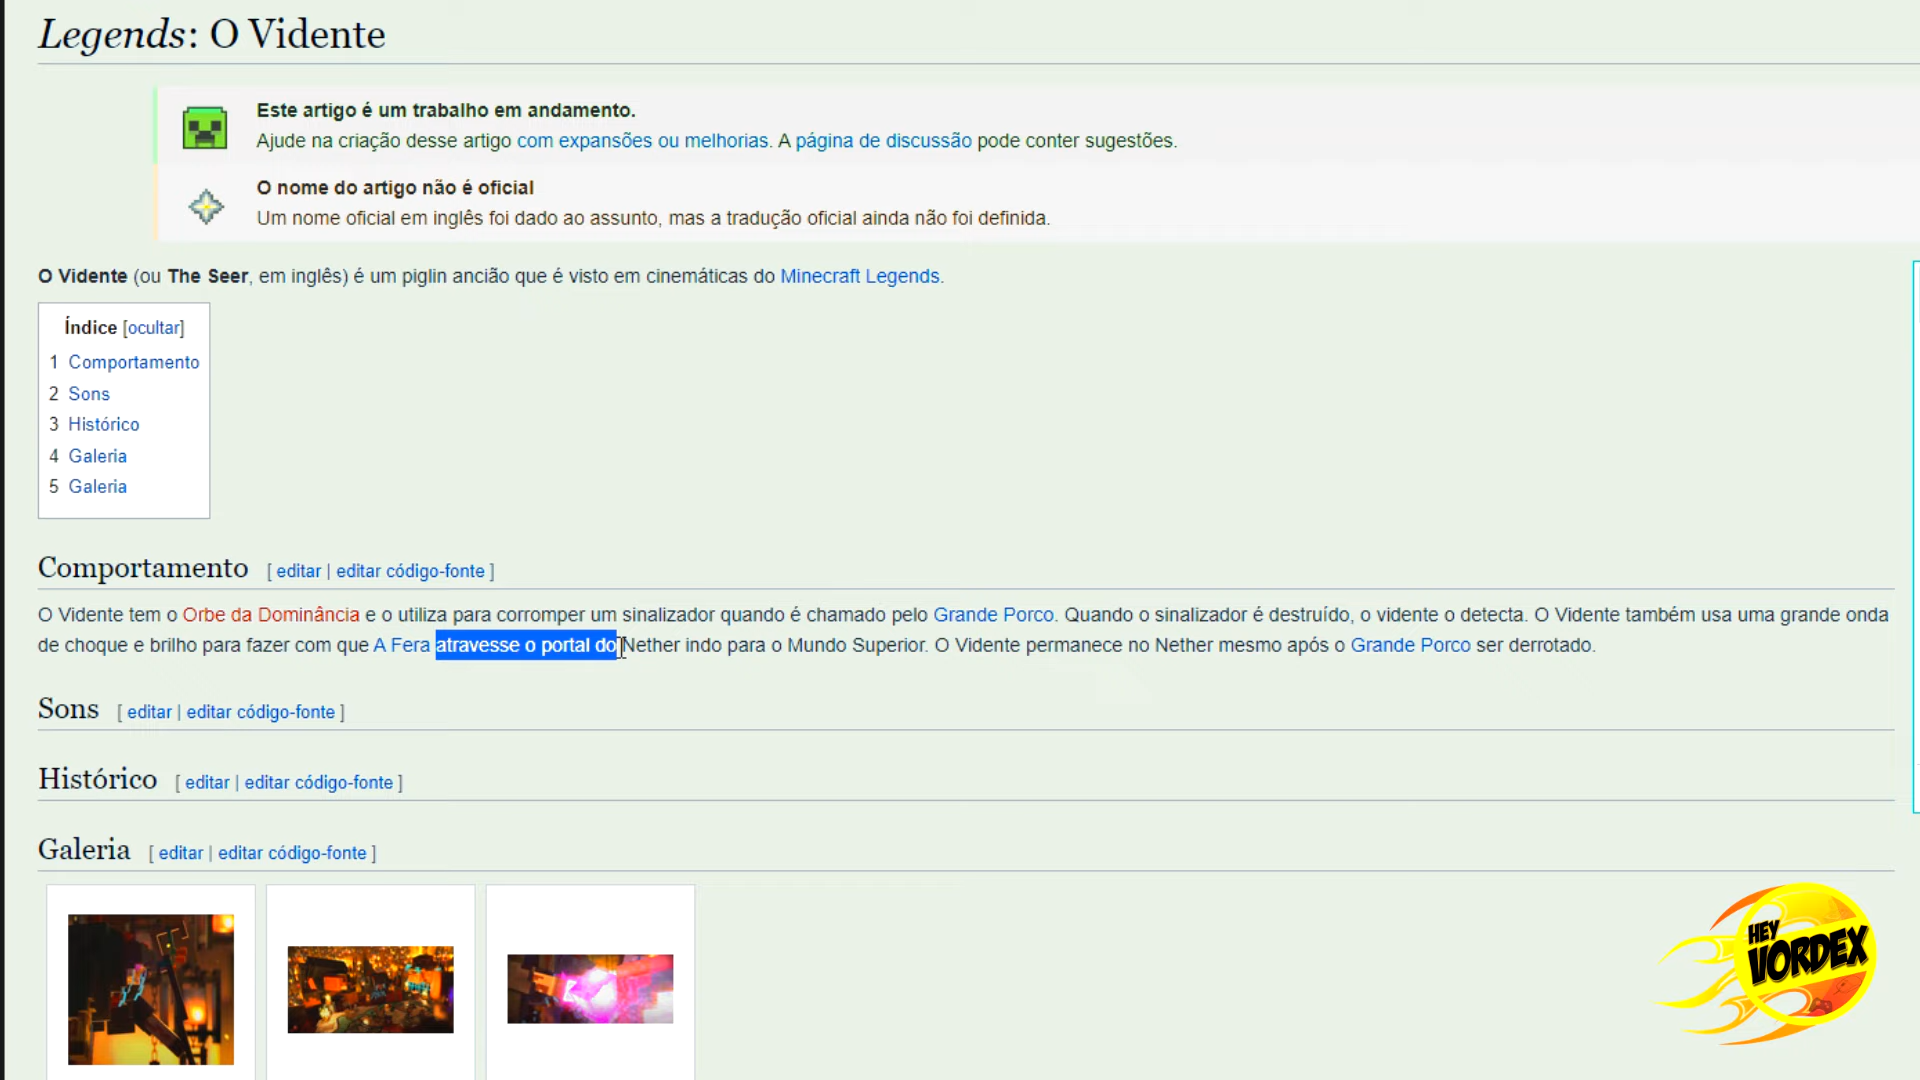 Legends: O Vidente
Este artigo é um trabalho em andamento.
Ajude na criação desse artigo com expansões ou melhorias. A página de discussão pode conter sugestões.
O nome do artigo não é oficial
Um nome oficial em inglês foi dado ao assunto, mas a tradução oficial ainda não foi definida.
O Vidente (ou The Seer, em inglês) é um piglin ancião que é visto em cinemáticas do Minecraft Legends.
Índice [ocultar]
1 Comportamento
2 Sons
3 Histórico
4 Galeria
5 Galeria
Comportamento [ editar | editar código-fonte ]
O Vidente tem o Orbe da Dominância e o utiliza para corromper um sinalizador quando é chamado pelo Grande Porco. Quando o sinalizador é destruído, o vidente o detecta. O Vidente também usa uma grande onda
de choque e brilho para fazer com que A Fera atravesse o portal do Nether indo para o Mundo Superior. O Vidente permanece no Nether mesmo após o Grande Porco ser derrotado.
Sons [ editar | editar código-fonte ]
Histórico [ editar | editar código-fonte ]
Galeria [ editar | editar código-fonte ]
HEY
VORDEX